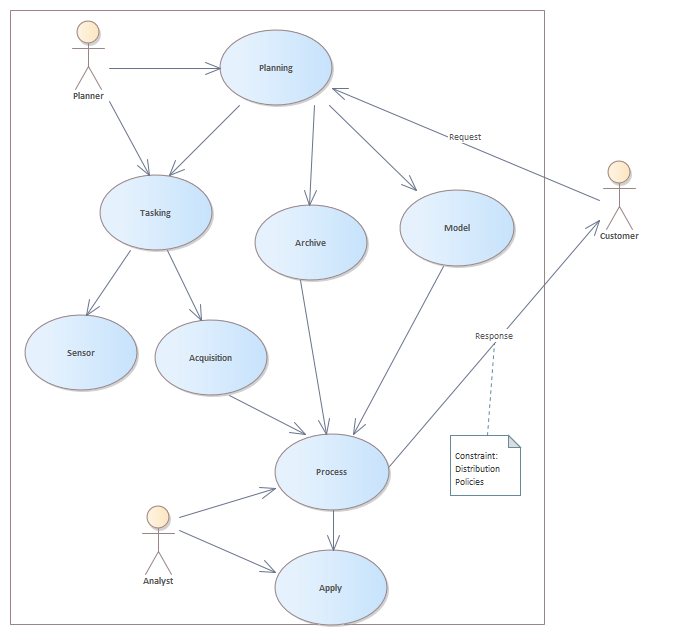 Planning
Planner
Request
Tasking
Model
Customer
Archive
Response
Sensor
Acquisition
Constraint:
Distribution
Policies
Process
Analyst
Apply